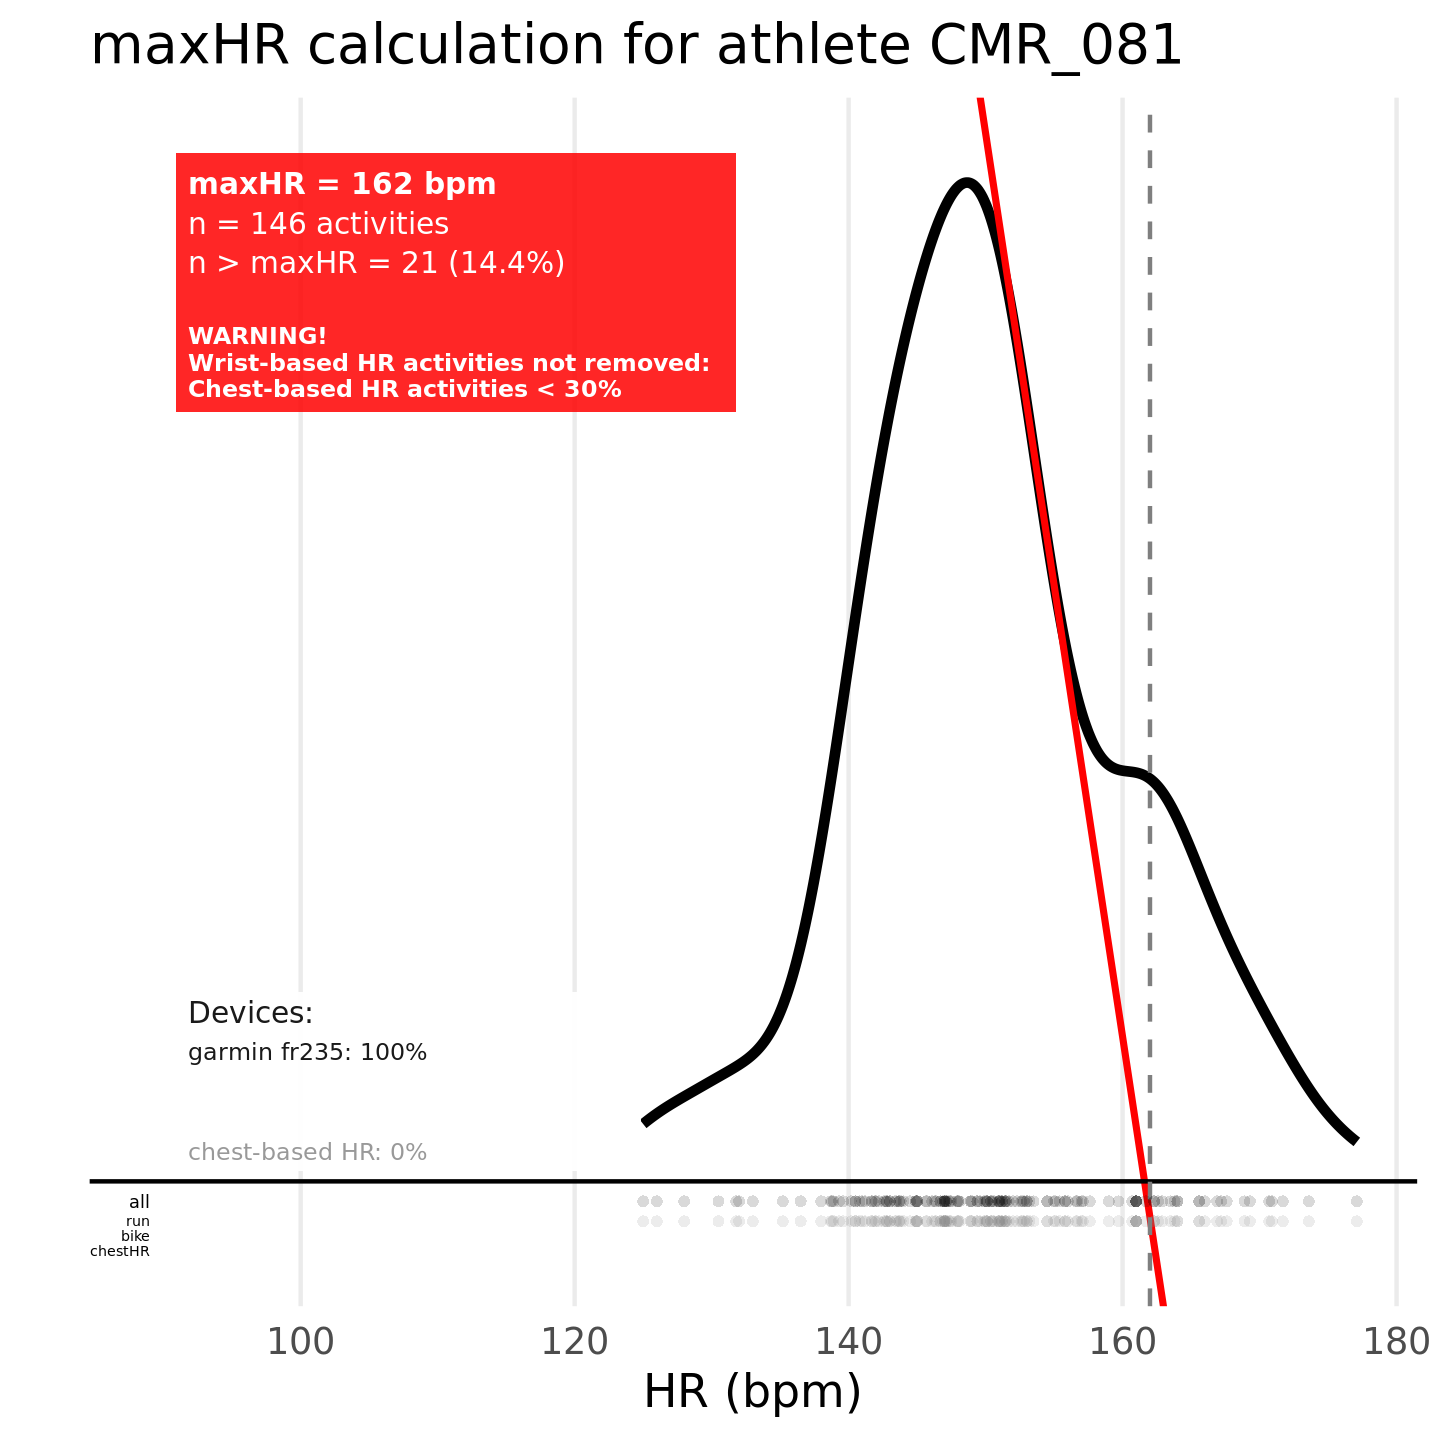 maxHR calculation for athlete CMR_081
maxHR = 162 bpm
n = 146 activities
n > maxHR = 21 (14.4%)
WARNING!
Wrist-based HR activities not removed:
Chest-based HR activities < 30%
Devices:
garmin fr235: 100%
chest-based HR: 0%
all
run
bike
chestHR
100 120 140 160 180
HR (bpm)